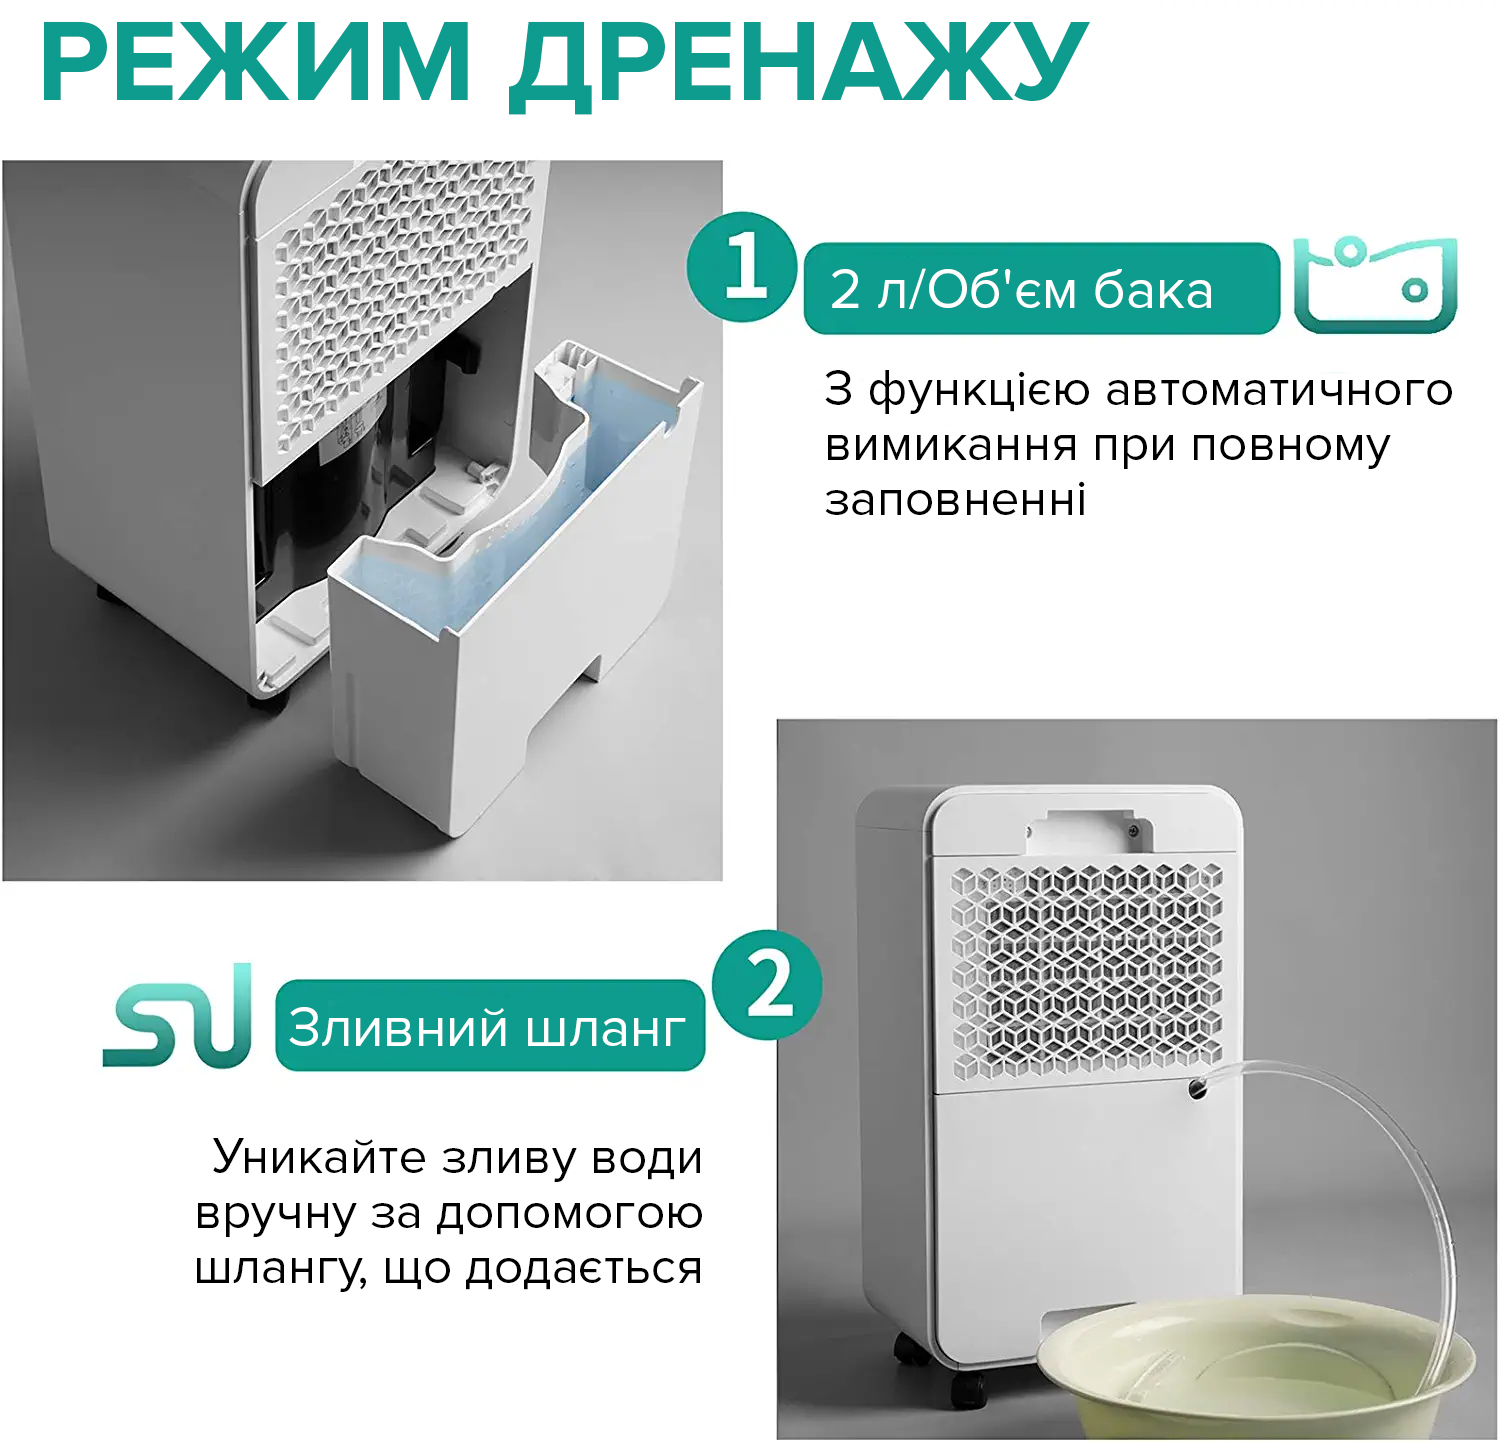 РЕЖИМ ДРЕНАЖУ
1
2 л/Об'єм бака
З функцією автоматичного
вимикання при повному
заповненні
2
Зливний шланг
Уникайте зливу води
вручну за допомогою
шлангу, що додається